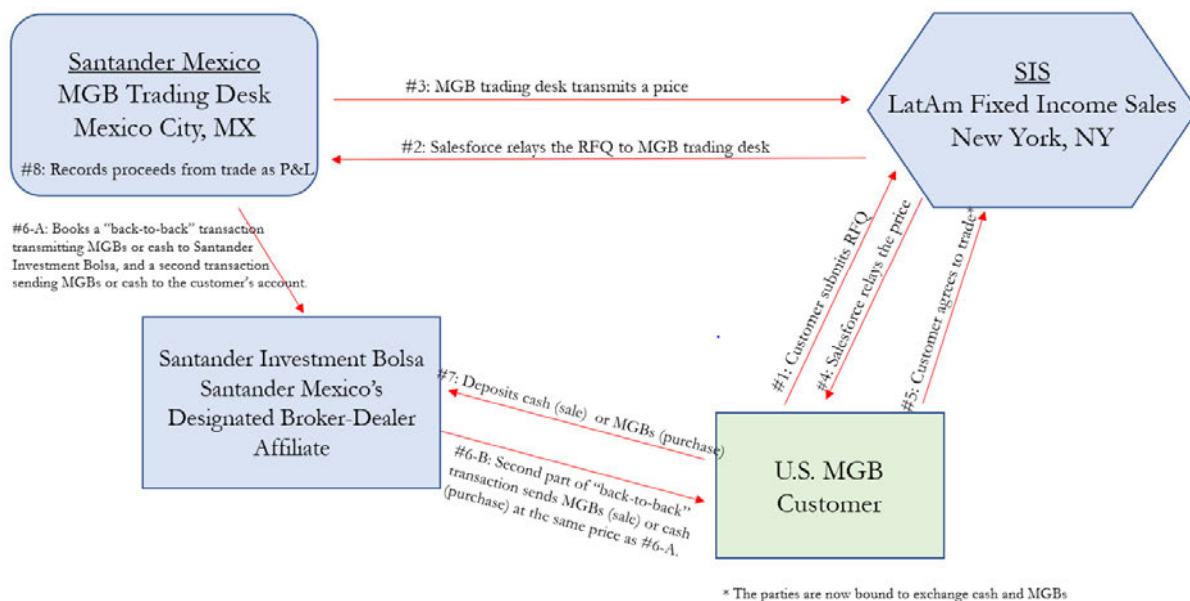 Santander Mexico
MGB Trading Desk
Mexico City, MX
#8: Records proceeds from trade as P&L
#3: MGB trading desk transmits a price
#2: Salesforce relays the RFQ to MGB trading desk
SIS
LatAm Fixed Income Sales
New York, NY
#6-A: Books a “back-to-back” transaction
transmitting MGBs or cash to Santander
Investment Bolsa, and a second transaction
sending MGBs or cash to the customer’s account.
#1: Customer submits RFQ
#4: Salesforce relays the price
#5: Customer agrees to trade*
Santander Investment Bolsa
Santander Mexico’s
Designated Broker-Dealer
Affiliate
#7: Deposits cash (sale) or MGBs (purchase)
#6-B: Second part of “back-to-back”
transaction sends MGBs (sale) or cash
(purchase) at the same price as #6-A.
U.S. MGB
Customer
* The parties are now bound to exchange cash and MGBs